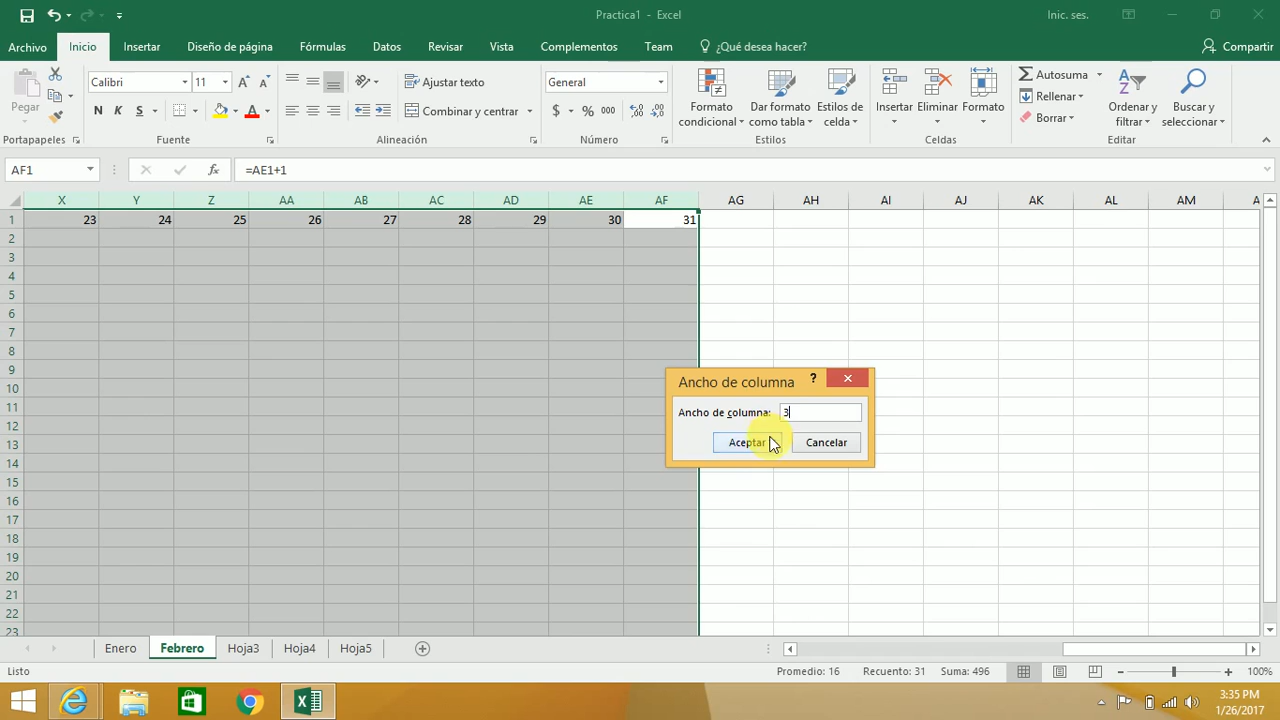 Practica1 - Excel
Inic. ses.
Archivo Inicio Insertar Diseño de página Fórmulas Datos Revisar Vista Complementos Team ¿Qué desea hacer? Compartir
Pegar
Calibri 11
Ajustar texto
General
Formato condicional
Dar formato como tabla
Estilos de celda
Insertar
Eliminar
Formato
Autosuma
Rellenar
Borrar
Ordenar y filtrar
Buscar y seleccionar
N K S
Combinar y centrar
$ % 000
Portapapeles Fuente Alineación Número Estilos Celdas Editar
AF1 fx =AE1+1
X Y Z AA AB AC AD AE AF AG AH AI AJ AK AL AM
1 23 24 25 26 27 28 29 30 31
2
3
4
5
6
7
8
9
10
11
12
13
14
15
16
17
18
19
20
21
22
23
Ancho de columna ?
Ancho de columna: 3
Aceptar Cancelar
Enero Febrero Hoja3 Hoja4 Hoja5
Listo Promedio: 16 Recuento: 31 Suma: 496 100%
3:35 PM
1/26/2017